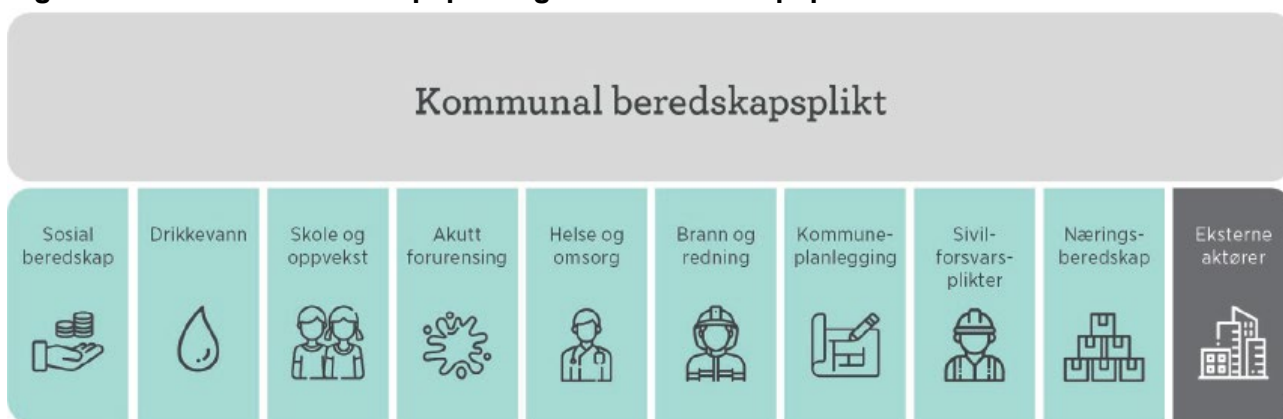 Kommunal beredskapsplikt
Sosial
beredskap
Drikkevann
Skole og
oppvekst
Akutt
forurensing
Helse og
omsorg
Brann og
redning
Kommune-
planlegging
Sivil-
forsvars-
plikter
Nærings-
beredskap
Eksterne
aktører